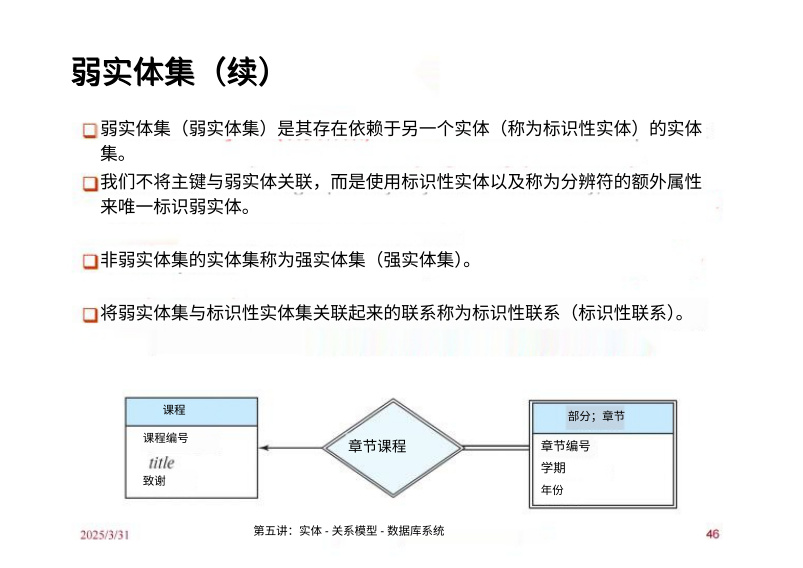 弱实体集（续）
弱实体集（弱实体集）是其存在依赖于另一个实体（称为标识性实体）的实体
集。
我们不将主键与弱实体关联，而是使用标识性实体以及称为分辨符的额外属性
来唯一标识弱实体。
非弱实体集的实体集称为强实体集（强实体集）。
将弱实体集与标识性实体集关联起来的联系称为标识性联系（标识性联系）。
课程
课程编号
title
致谢
章节课程
部分；章节
章节编号
学期
年份
2025/3/31
第五讲：实体 - 关系模型 - 数据库系统
46